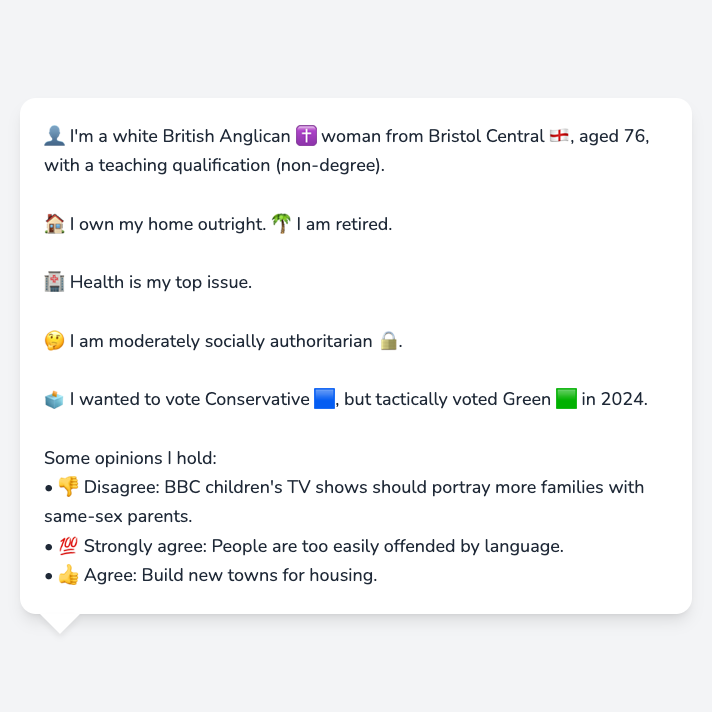 👤 I'm a white British Anglican ✝️ woman from Bristol Central 🏴󠁧󠁢󠁥󠁮󠁧󠁿, aged 76,
with a teaching qualification (non-degree).
🏠 I own my home outright. 🌴 I am retired.
🏥 Health is my top issue.
🤔 I am moderately socially authoritarian 🔒.
🗳️ I wanted to vote Conservative 🟦, but tactically voted Green 🟩 in 2024.
Some opinions I hold:
• 👎 Disagree: BBC children's TV shows should portray more families with
same-sex parents.
• 💯 Strongly agree: People are too easily offended by language.
• 👍 Agree: Build new towns for housing.